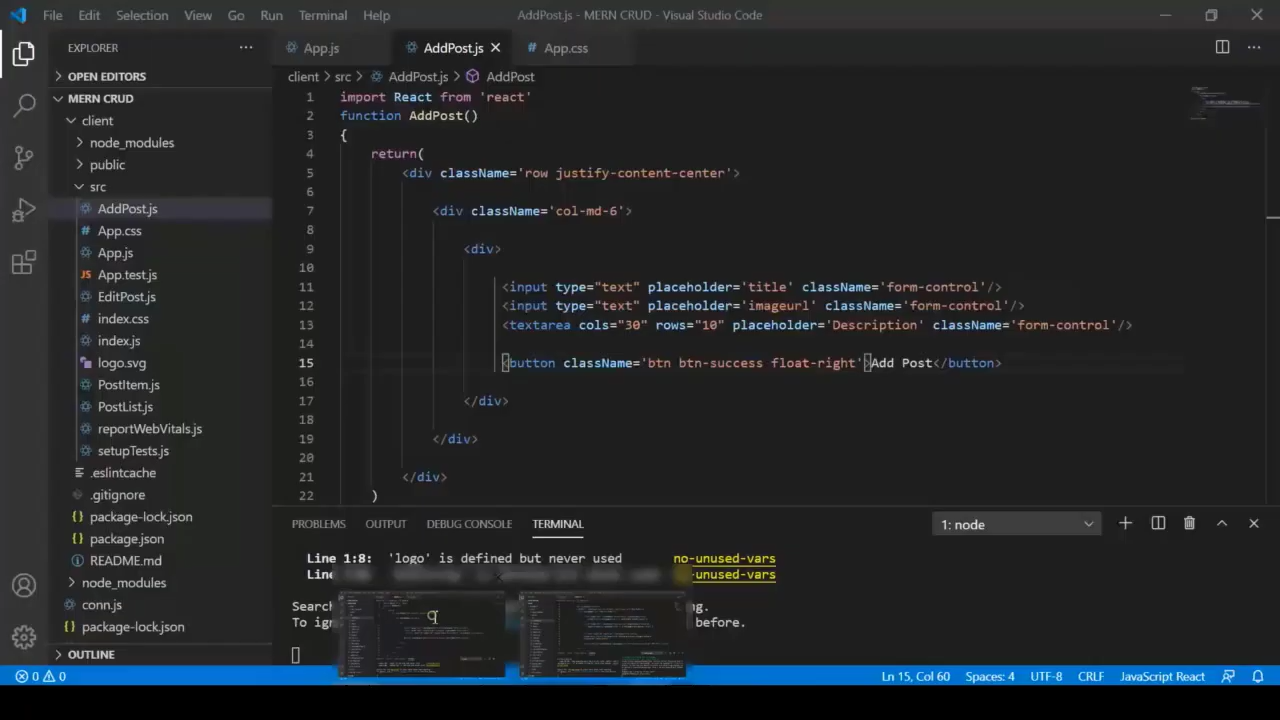 File Edit Selection View Go Run Terminal Help AddPost.js - MERN CRUD - Visual Studio Code
EXPLORER
OPEN EDITORS
MERN CRUD
client
node_modules
public
src
AddPost.js
App.css
App.js
App.test.js
EditPost.js
index.css
index.js
logo.svg
PostItem.js
PostList.js
reportWebVitals.js
setupTests.js
.eslintcache
.gitignore
package-lock.json
package.json
README.md
node_modules
conn.js
package-lock.json
OUTLINE
App.js AddPost.js App.css
client > src > AddPost.js > AddPost
1 import React from 'react'
2 function AddPost()
3 {
4 return(
5 <div className='row justify-content-center'>
6
7 <div className='col-md-6'>
8
9 <div>
10
11 <input type="text" placeholder='title' className='form-control'/>
12 <input type="text" placeholder='imageurl' className='form-control'/>
13 <textarea cols="30" rows="10" placeholder='Description' className='form-control'/>
14
15 <button className='btn btn-success float-right'>Add Post</button>
16
17 </div>
18
19 </div>
20
21 </div>
22 )
PROBLEMS OUTPUT DEBUG CONSOLE TERMINAL 1: node
Line 1:8: 'logo' is defined but never used no-unused-vars
Line -unused-vars
Search
To before.
0 0 Ln 15, Col 60 Spaces: 4 UTF-8 CRLF JavaScript React